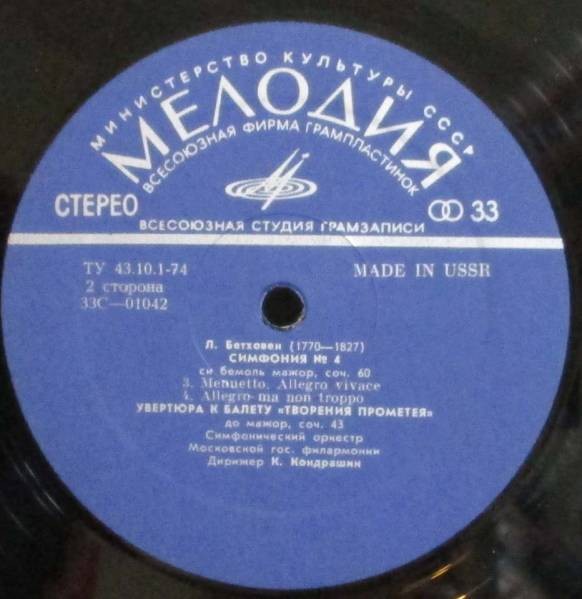 МИНИСТЕРСТВО КУЛЬТУРЫ СССР
МЕЛОДИЯ
ВСЕСОЮЗНАЯ ФИРМА ГРАМПЛАСТИНОК
СТЕРЕО
33
ВСЕСОЮЗНАЯ СТУДИЯ ГРАМЗАПИСИ
ТУ 43.10.1-74
MADE IN USSR
2 сторона
33С—01042
Л. Бетховен (1770—1827)
СИМФОНИЯ № 4
си бемоль мажор, соч. 60
3. Menuetto, Allegro vivace
4. Allegro ma non troppo
УВЕРТЮРА К БАЛЕТУ «ТВОРЕНИЯ ПРОМЕТЕЯ»
до мажор, соч. 43
Симфонический оркестр
Московской гос. филармонии
Дирижер К. Кондрашин